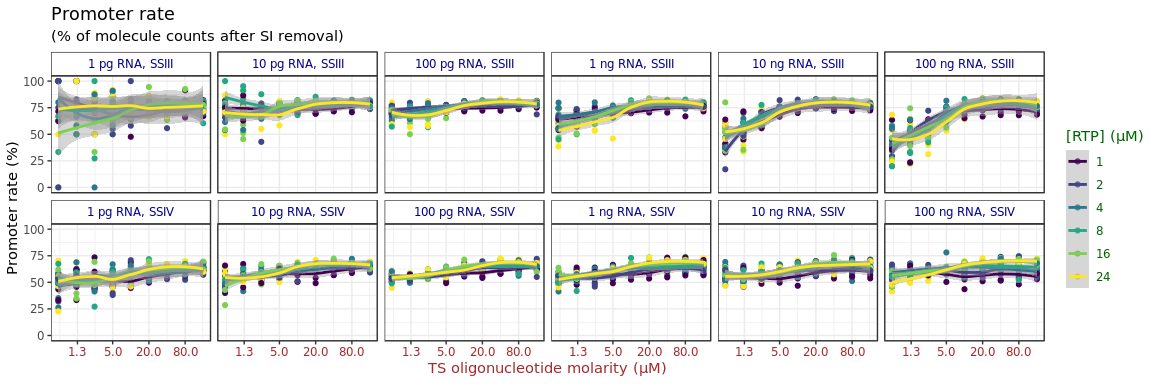 Promoter rate
(% of molecule counts after SI removal)
1 pg RNA, SSIII
10 pg RNA, SSIII
100 pg RNA, SSIII
1 ng RNA, SSIII
10 ng RNA, SSIII
100 ng RNA, SSIII
100
75
50
25
0
1 pg RNA, SSIV
10 pg RNA, SSIV
100 pg RNA, SSIV
1 ng RNA, SSIV
10 ng RNA, SSIV
100 ng RNA, SSIV
100
75
50
25
0
Promoter rate (%)
1.3 5.0 20.0 80.0
1.3 5.0 20.0 80.0
1.3 5.0 20.0 80.0
1.3 5.0 20.0 80.0
1.3 5.0 20.0 80.0
1.3 5.0 20.0 80.0
TS oligonucleotide molarity (µM)
[RTP] (µM)
1
2
4
8
16
24